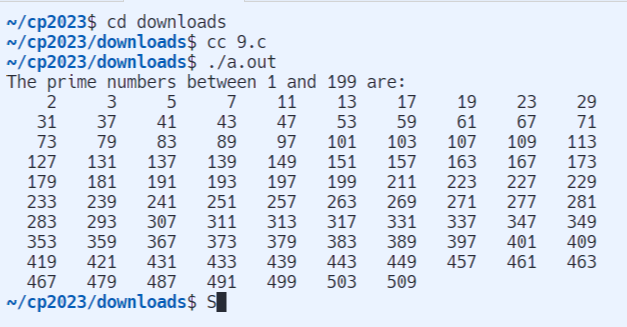 ~/cp2023$ cd downloads
~/cp2023/downloads$ cc 9.c
~/cp2023/downloads$ ./a.out
The prime numbers between 1 and 199 are:
2 3 5 7 11 13 17 19 23 29
31 37 41 43 47 53 59 61 67 71
73 79 83 89 97 101 103 107 109 113
127 131 137 139 149 151 157 163 167 173
179 181 191 193 197 199 211 223 227 229
233 239 241 251 257 263 269 271 277 281
283 293 307 311 313 317 331 337 347 349
353 359 367 373 379 383 389 397 401 409
419 421 431 433 439 443 449 457 461 463
467 479 487 491 499 503 509
~/cp2023/downloads$ S